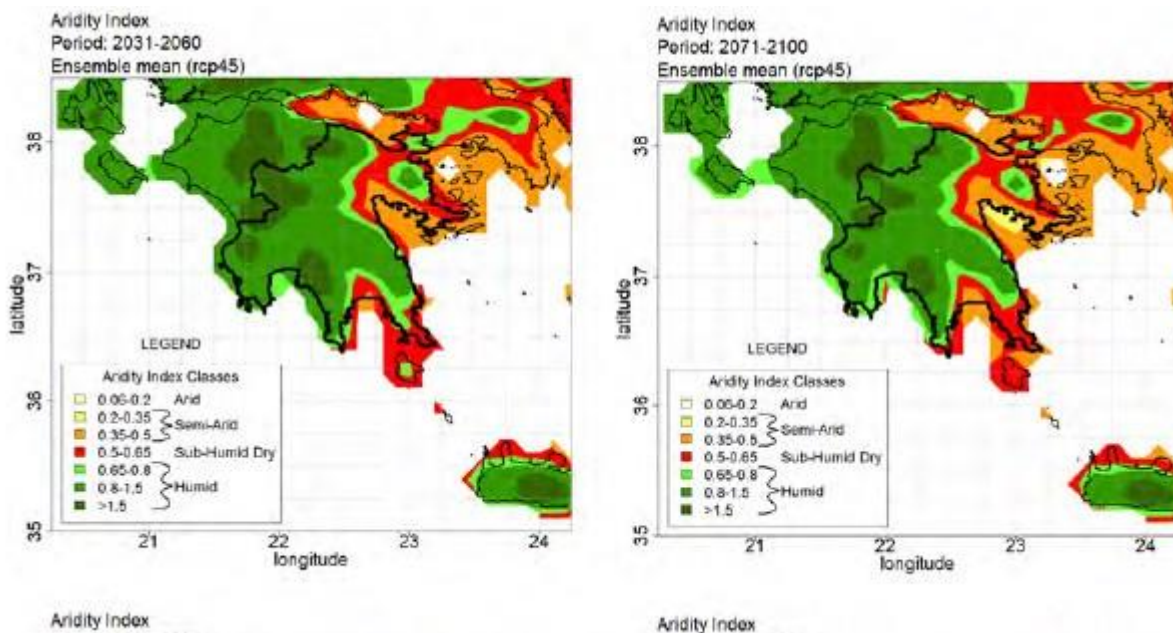 Aridity Index
Period: 2031-2060
Ensemble mean (rcp45)
38
37
36
35
latitude
LEGEND
Aridity Index Classes
0.06-0.2 Arid
0.2-0.35
Semi-Arid
0.35-0.5
0.5-0.65 Sub-Humid Dry
0.65-0.8
0.8-1.5 Humid
>1.5
21 22 23 24
longitude
Aridity Index
Period: 2071-2100
Ensemble mean (rcp45)
38
37
36
35
latitude
LEGEND
Aridity Index Classes
0.06-0.2 Arid
0.2-0.35
Semi-Arid
0.35-0.5
0.5-0.65 Sub-Humid Dry
0.65-0.8
0.8-1.5 Humid
>1.5
21 22 23 24
longitude
Aridity Index
Aridity Index